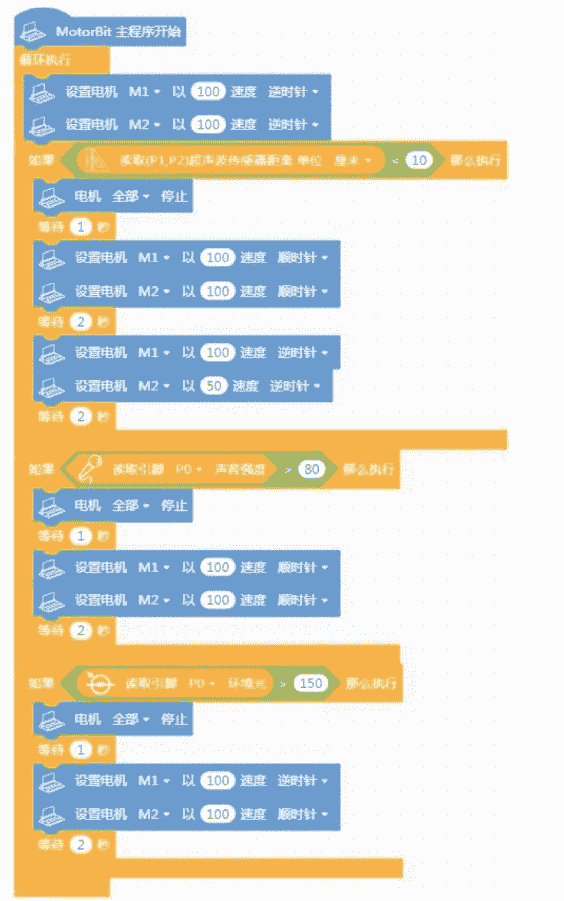 MotorBit 主程序开始
循环执行
设置电机 M1 以 100 速度 逆时针
设置电机 M2 以 100 速度 逆时针
如果 读取(P1,P2)超声波传感器距离 单位 厘米 < 10 那么执行
电机 全部 停止
等待 1 秒
设置电机 M1 以 100 速度 顺时针
设置电机 M2 以 100 速度 顺时针
等待 2 秒
设置电机 M1 以 100 速度 逆时针
设置电机 M2 以 50 速度 逆时针
等待 2 秒
如果 读取引脚 P0 声音强度 > 80 那么执行
电机 全部 停止
等待 1 秒
设置电机 M1 以 100 速度 顺时针
设置电机 M2 以 100 速度 顺时针
等待 2 秒
如果 读取引脚 P0 环境光 > 150 那么执行
电机 全部 停止
等待 1 秒
设置电机 M1 以 100 速度 逆时针
设置电机 M2 以 100 速度 顺时针
等待 2 秒